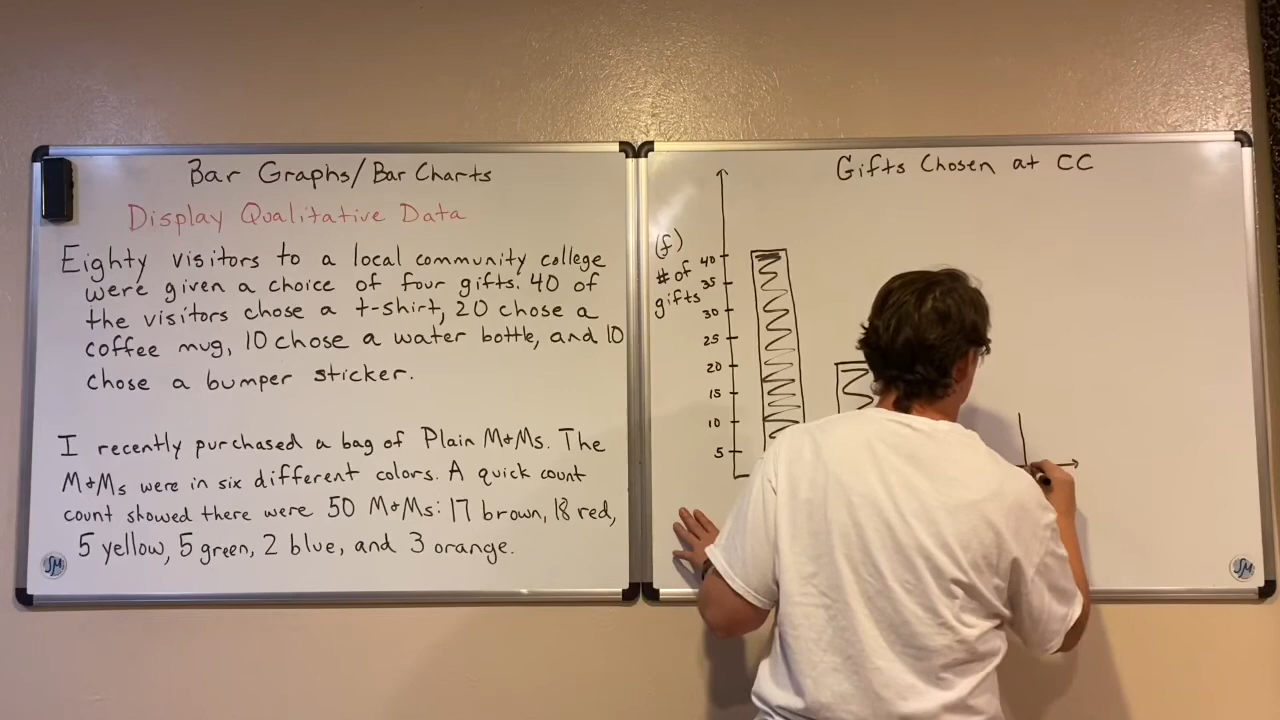 Bar Graphs/Bar Charts
Display Qualitative Data
Eighty visitors to a local community college
were given a choice of four gifts. 40 of
the visitors chose a t-shirt, 20 chose a
coffee mug, 10 chose a water bottle, and 10
chose a bumper sticker.
I recently purchased a bag of Plain M&Ms. The
M&Ms were in six different colors. A quick count
count showed there were 50 M&Ms: 17 brown, 18 red,
5 yellow, 5 green, 2 blue, and 3 orange.
SM
Gifts Chosen at CC
(f)
# of
gifts
40
35
30
25
20
15
10
5
SM